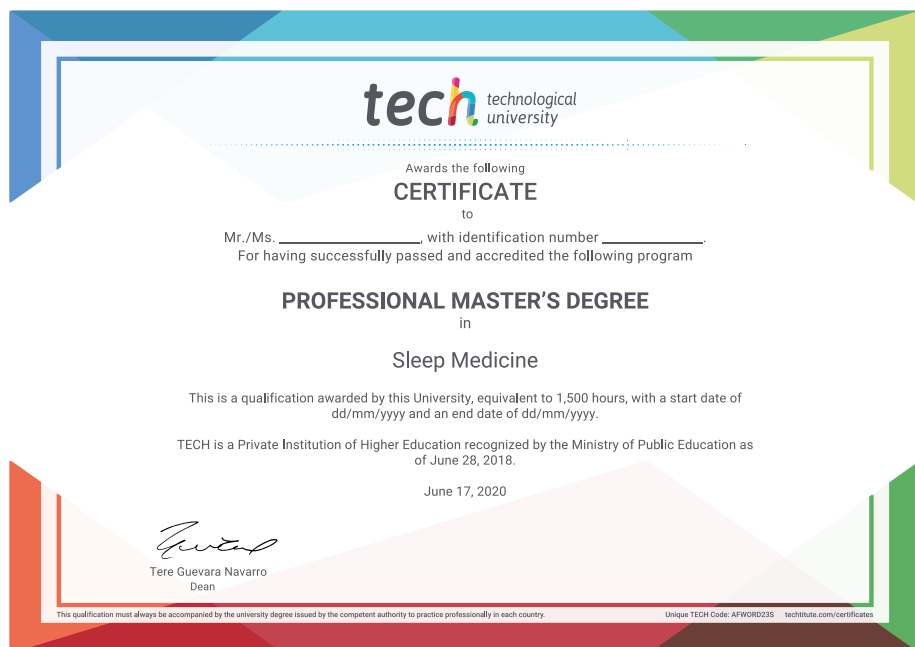 tech technological
university
Awards the following
CERTIFICATE
to
Mr./Ms. ____________________, with identification number ______________.
For having successfully passed and accredited the following program
PROFESSIONAL MASTER'S DEGREE
in
Sleep Medicine
This is a qualification awarded by this University, equivalent to 1,500 hours, with a start date of
dd/mm/yyyy and an end date of dd/mm/yyyy.
TECH is a Private Institution of Higher Education recognized by the Ministry of Public Education as
of June 28, 2018.
June 17, 2020
Tere Guevara Navarro
Dean
This qualification must always be accompanied by the university degree issued by the competent authority to practice professionally in each country. Unique TECH Code: AFWORD23S techtitute.com/certificates